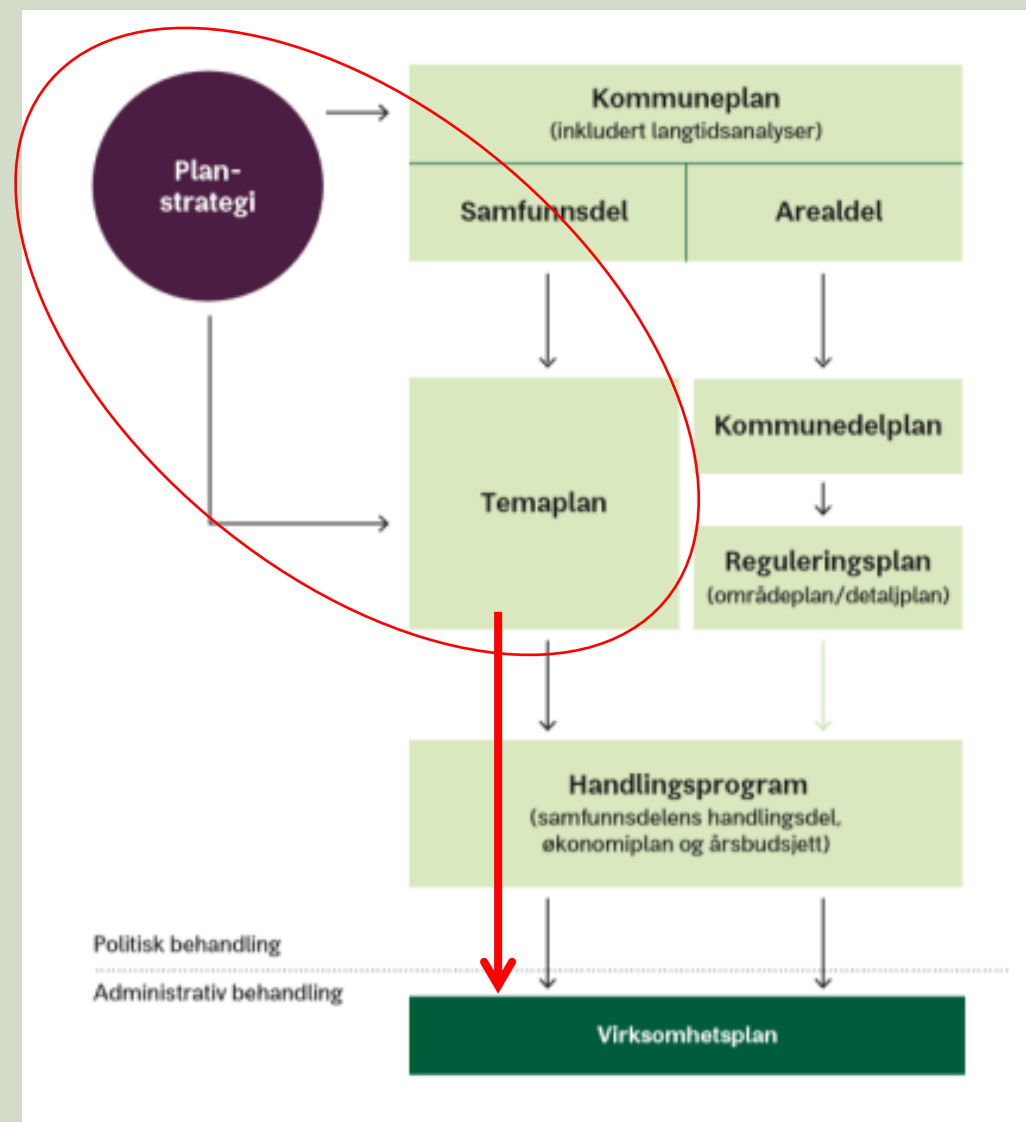 Plan-
strategi
Kommuneplan
(inkludert langtidsanalyser)
Samfunnsdel
Arealdel
Temaplan
Kommunedelplan
Reguleringsplan
(områdeplan/detaljplan)
Handlingsprogram
(samfunnsdelens handlingsdel,
økonomiplan og årsbudsjett)
Politisk behandling
Administrativ behandling
Virksomhetsplan